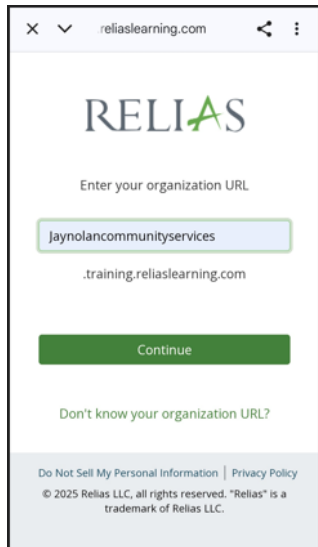 reliaslearning.com
RELIAS
Enter your organization URL
Jaynolancommunityservices
.training.reliaslearning.com
Continue
Don't know your organization URL?
Do Not Sell My Personal Information | Privacy Policy
© 2025 Relias LLC, all rights reserved. "Relias" is a
trademark of Relias LLC.